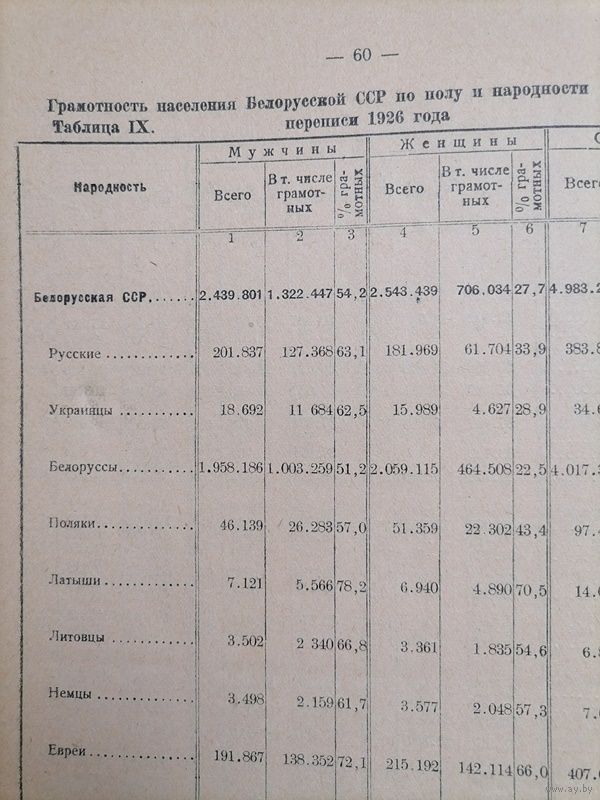 — 60 —
Грамотность населения Белорусской ССР по полу и народности
Таблица IX. переписи 1926 года
Народность Мужчины Женщины
Всего В т. числе грамот-ных % гра-мотных Всего В т. числе грамот-ных % гра-мотных Всег
1 2 3 4 5 6 7
Белорусская ССР...... 2.439.801 1.322.447 54,2 2.543.439 706.034 27,7 4.983.2
Русские ............ 201.837 127.368 63,1 181.969 61.704 33,9 383.8
Украинцы .......... 18.692 11 684 62,5 15.989 4.627 28,9 34.6
Белоруссы.......... 1.958.186 1.003.259 51,2 2.059.115 464.508 22,5 4.017.3
Поляки............. 46.139 26.283 57,0 51.359 22.302 43,4 97.4
Латыши ............ 7.121 5.566 78,2 6.940 4.890 70,5 14.0
Литовцы ........... 3.502 2 340 66,8 3.361 1.835 54,6 6.8
Немцы ............. 3.498 2.159 61,7 3.577 2.048 57,3 7.0
Евреи .............. 191.867 138.352 72,1 215.192 142.114 66,0 407.0
www.ay.by